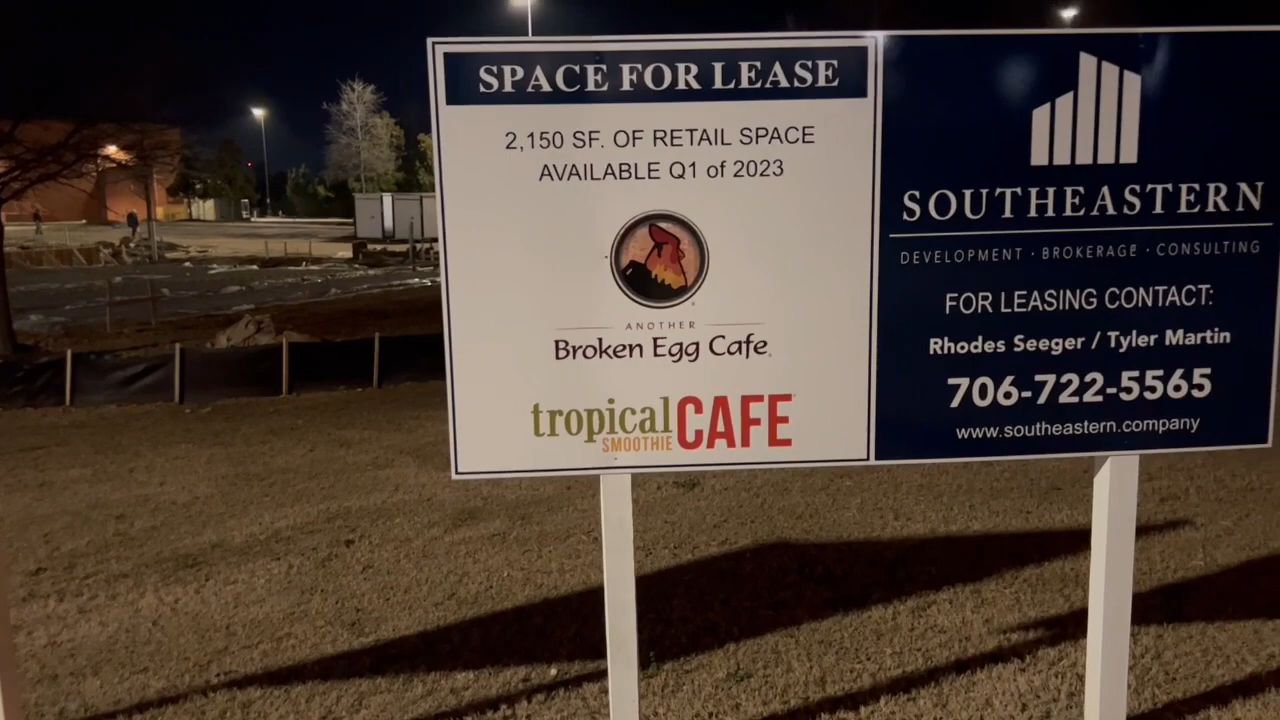 SPACE FOR LEASE
2,150 SF. OF RETAIL SPACE
AVAILABLE Q1 of 2023
ANOTHER
Broken Egg Cafe
tropical
SMOOTHIE
CAFE
SOUTHEASTERN
DEVELOPMENT · BROKERAGE · CONSULTING
FOR LEASING CONTACT:
Rhodes Seeger / Tyler Martin
706-722-5565
www.southeastern.company